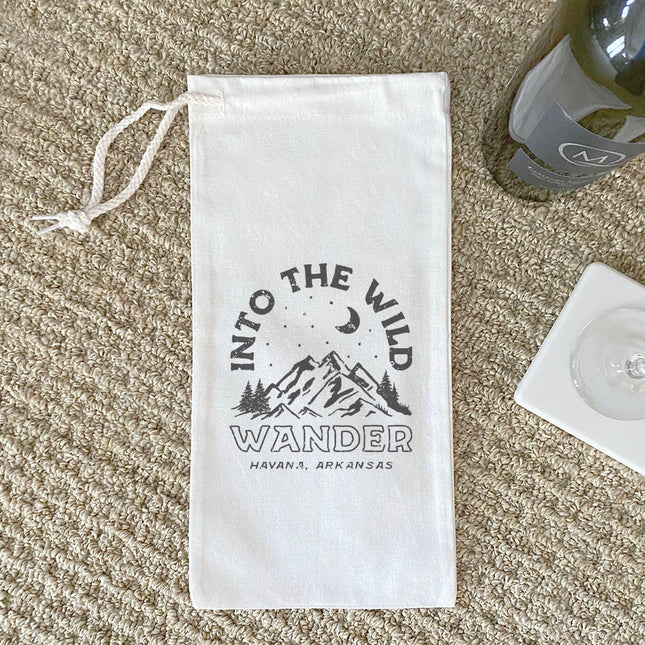 INTO THE WILD
WANDER
HAVANA, ARKANSAS
M